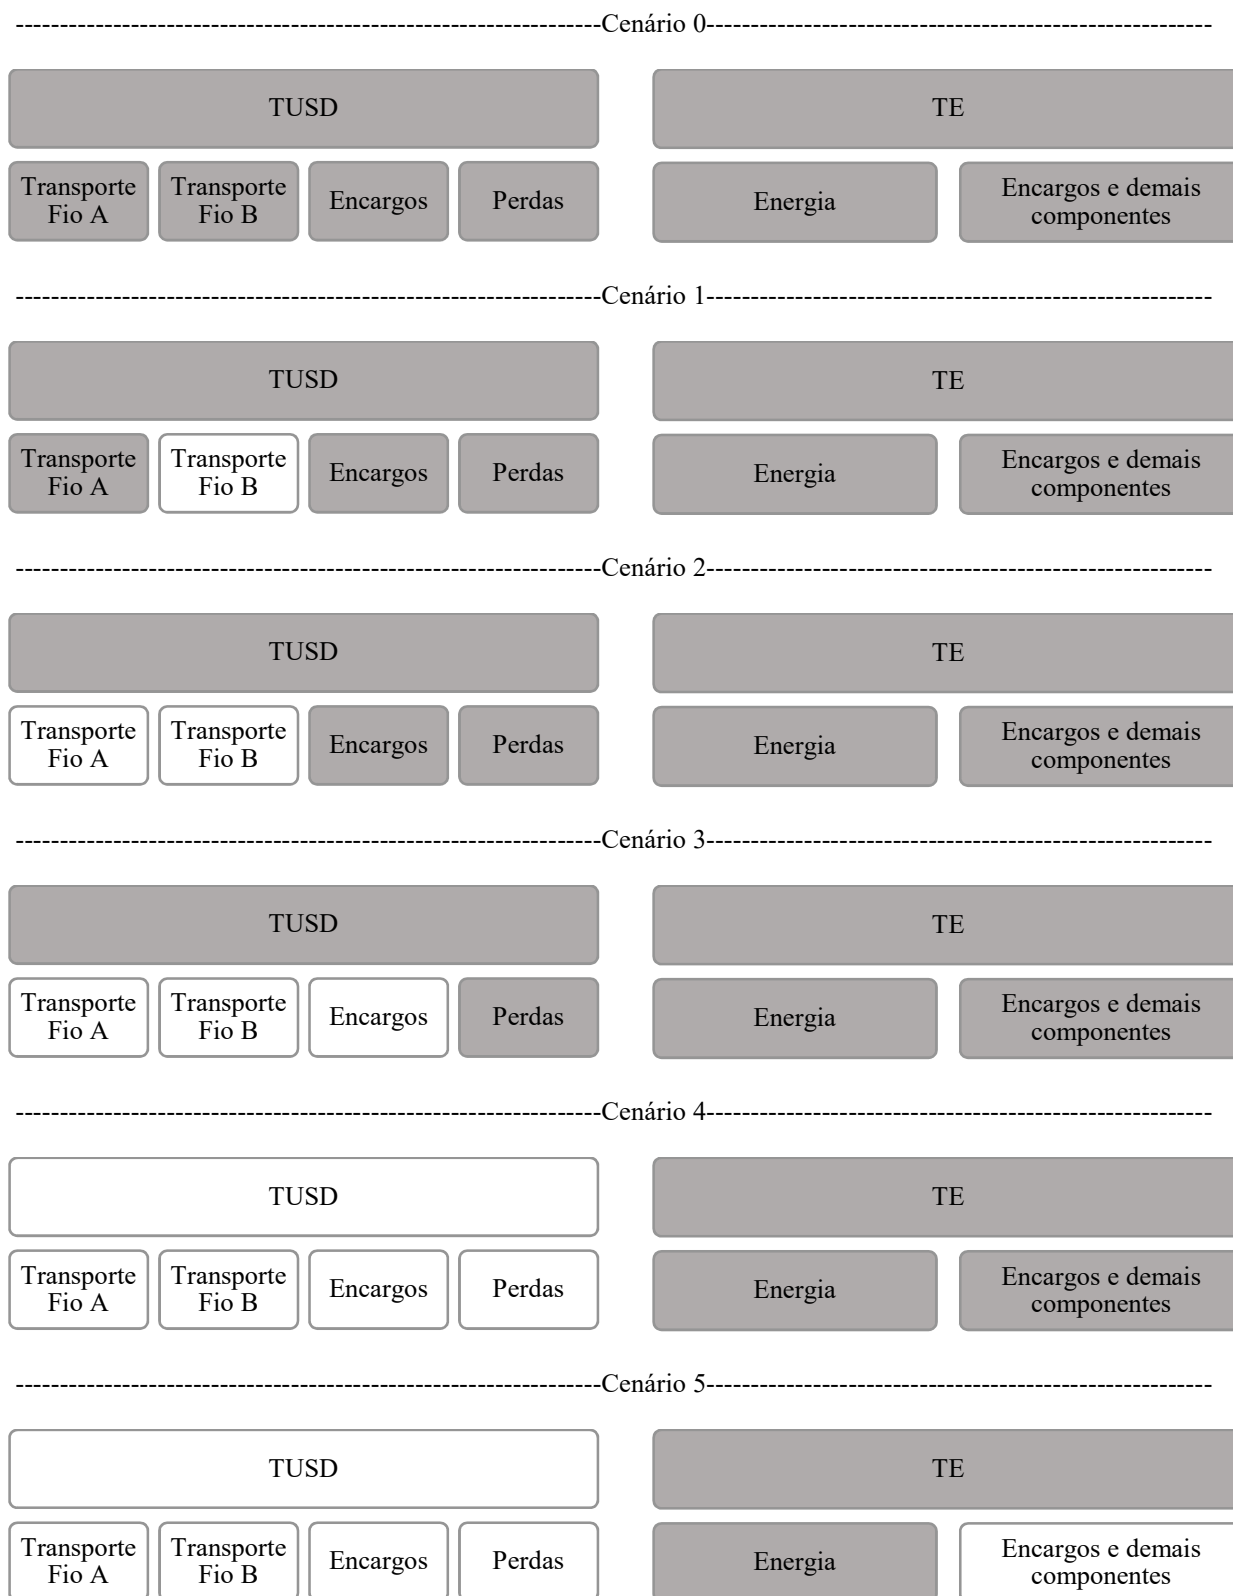 Cenário 0
TUSD
TE
Transporte
Fio A
Transporte
Fio B
Encargos
Perdas
Energia
Encargos e demais
componentes
Cenário 1
TUSD
TE
Transporte
Fio A
Transporte
Fio B
Encargos
Perdas
Energia
Encargos e demais
componentes
Cenário 2
TUSD
TE
Transporte
Fio A
Transporte
Fio B
Encargos
Perdas
Energia
Encargos e demais
componentes
Cenário 3
TUSD
TE
Transporte
Fio A
Transporte
Fio B
Encargos
Perdas
Energia
Encargos e demais
componentes
Cenário 4
TUSD
TE
Transporte
Fio A
Transporte
Fio B
Encargos
Perdas
Energia
Encargos e demais
componentes
Cenário 5
TUSD
TE
Transporte
Fio A
Transporte
Fio B
Encargos
Perdas
Energia
Encargos e demais
componentes